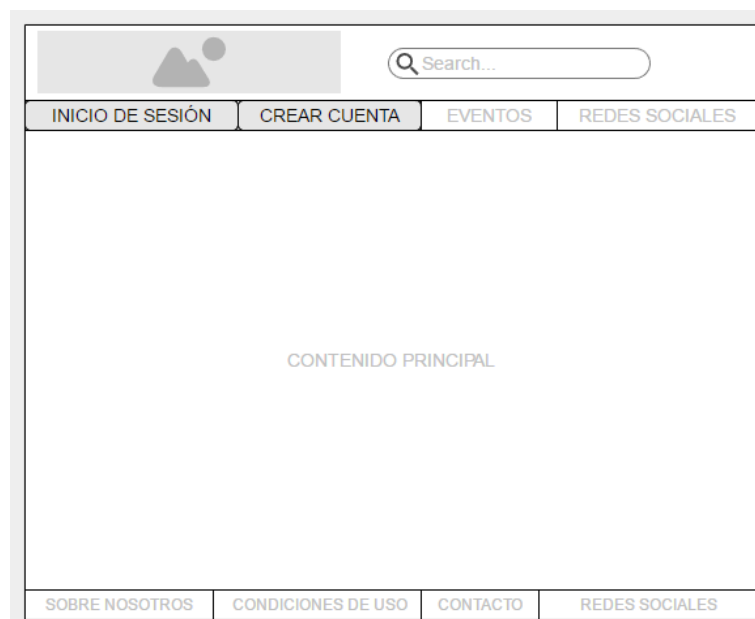 Search...
INICIO DE SESIÓN CREAR CUENTA EVENTOS REDES SOCIALES
CONTENIDO PRINCIPAL
SOBRE NOSOTROS CONDICIONES DE USO CONTACTO REDES SOCIALES